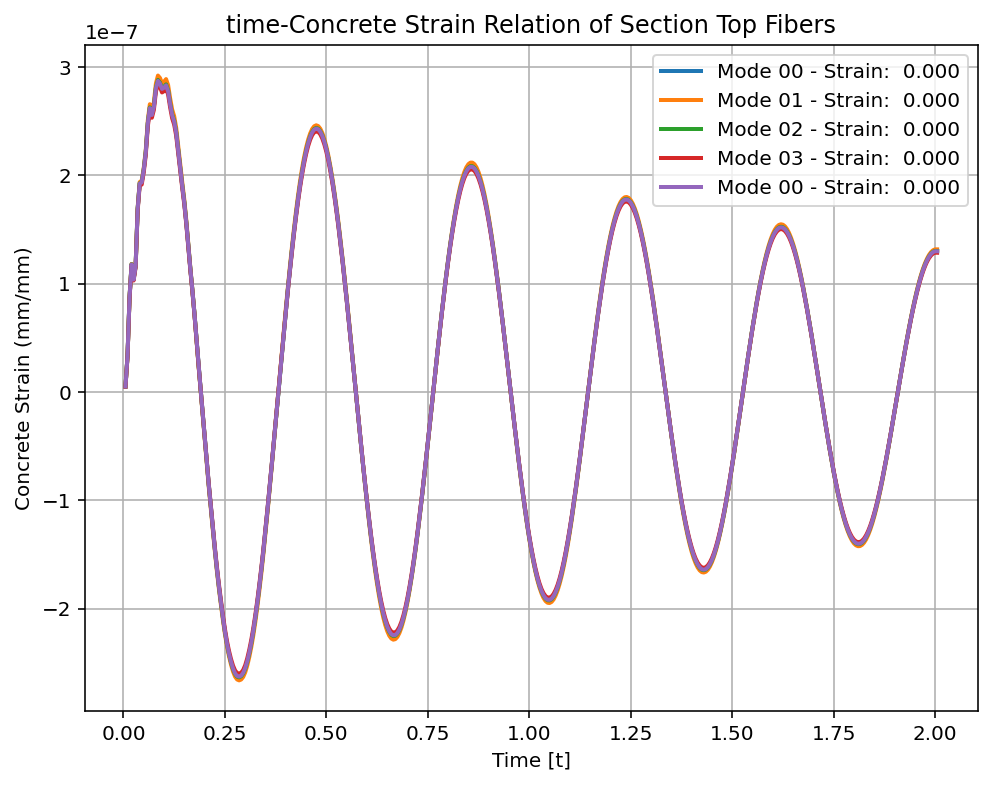 time-Concrete Strain Relation of Section Top Fibers
1e−7
Mode 00 - Strain:  0.000
Mode 01 - Strain:  0.000
Mode 02 - Strain:  0.000
Mode 03 - Strain:  0.000
Mode 00 - Strain:  0.000
3
2
1
0
−1
−2
Concrete Strain (mm/mm)
0.00 0.25 0.50 0.75 1.00 1.25 1.50 1.75 2.00
Time [t]